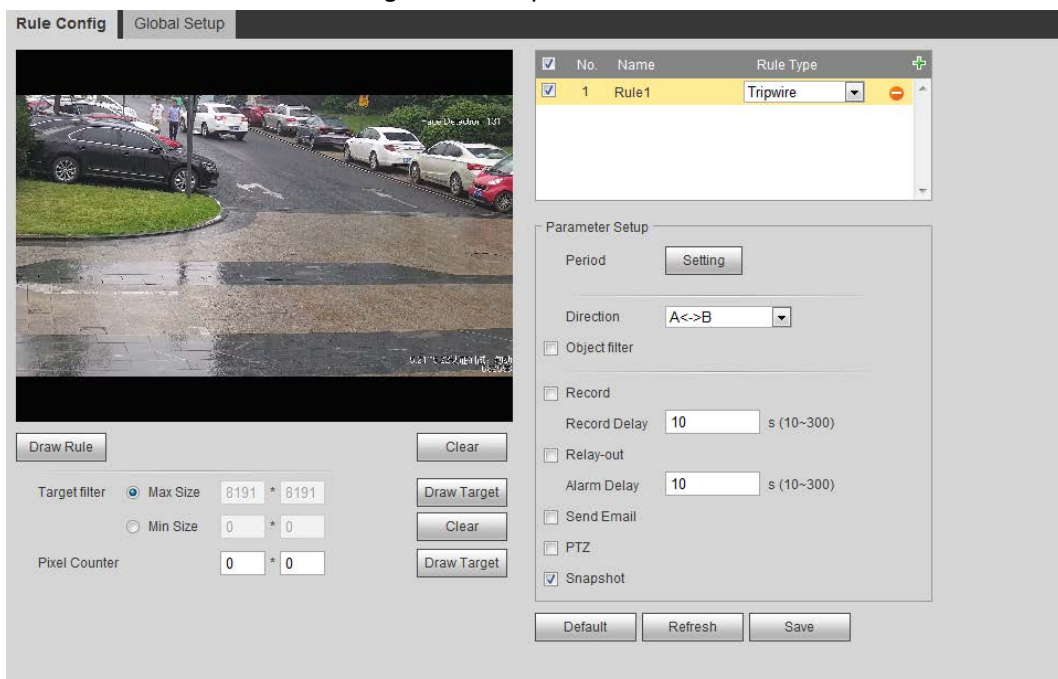 Rule Config Global Setup
No. Name Rule Type
1 Rule1 Tripwire
Parameter Setup
Period Setting
Direction A<->B
Object filter
Record
Record Delay 10 s (10~300)
Relay-out
Alarm Delay 10 s (10~300)
Send Email
PTZ
Snapshot
Default Refresh Save
Draw Rule Clear
Target filter Max Size 8191 * 8191 Draw Target
Min Size 0 * 0 Clear
Pixel Counter 0 * 0 Draw Target